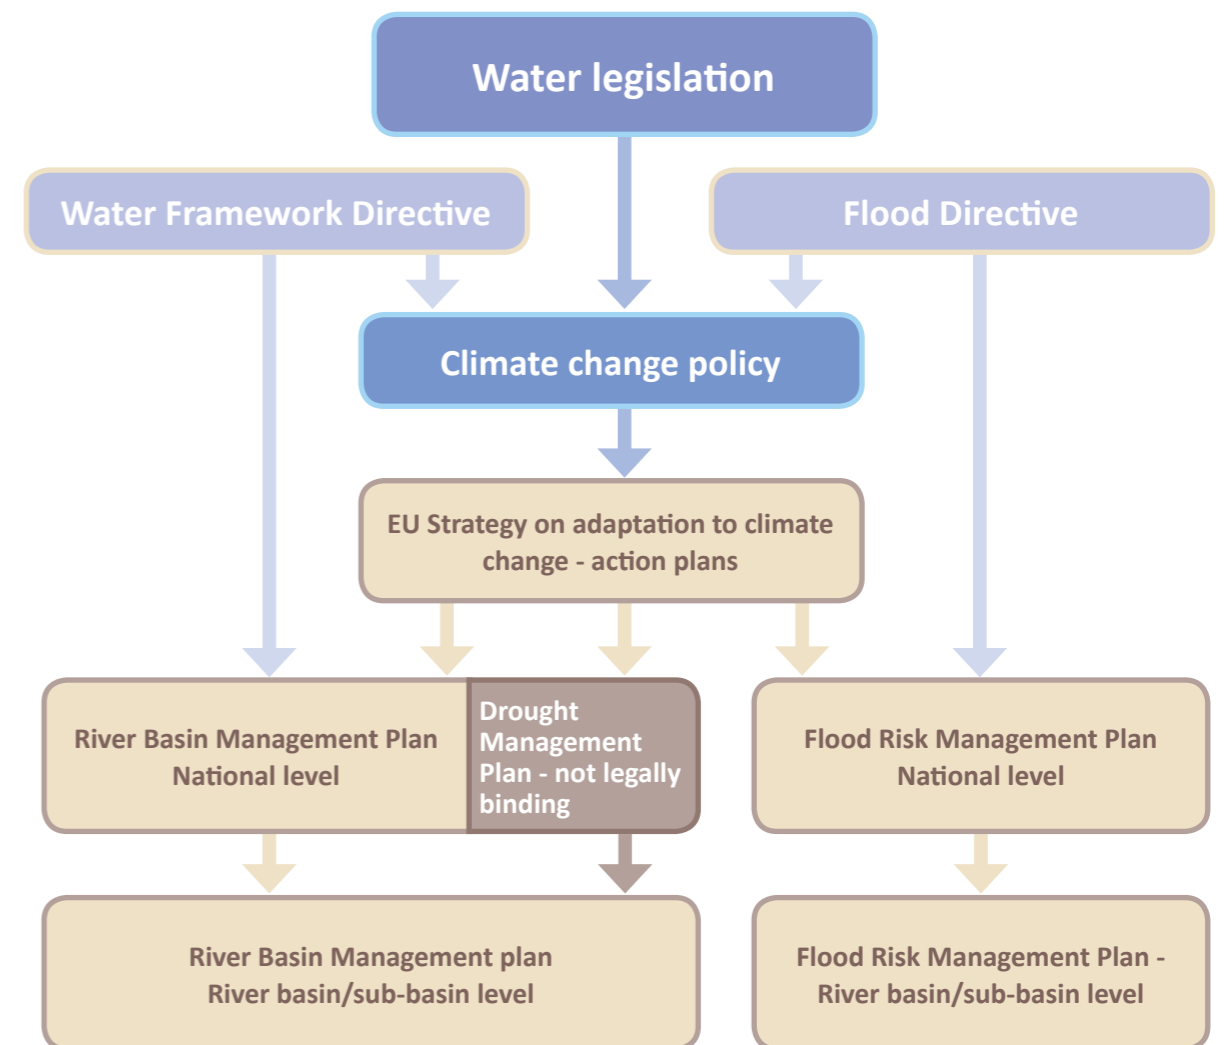 Water legislation
Water Framework Directive
Flood Directive
Climate change policy
EU Strategy on adaptation to climate
change - action plans
River Basin Management Plan
National level
Drought
Management
Plan - not legally
binding
Flood Risk Management Plan
National level
River Basin Management plan
River basin/sub-basin level
Flood Risk Management Plan -
River basin/sub-basin level